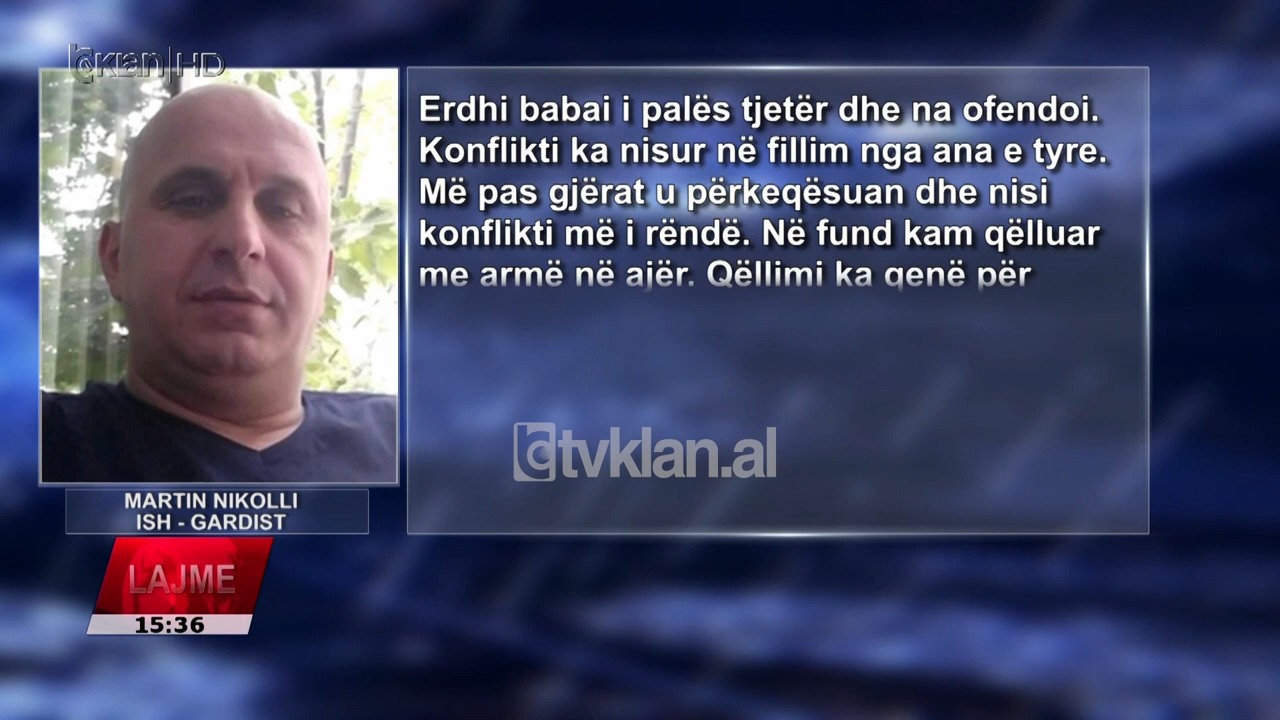 klan HD
Erdhi babai i palës tjetër dhe na ofendoi.
Konflikti ka nisur në fillim nga ana e tyre.
Më pas gjërat u përkeqësuan dhe nisi
konflikti më i rëndë. Në fund kam qëlluar
me armë në ajër. Qëllimi ka qenë për
tvklan.al
MARTIN NIKOLLI
ISH - GARDIST
LAJME
15:36